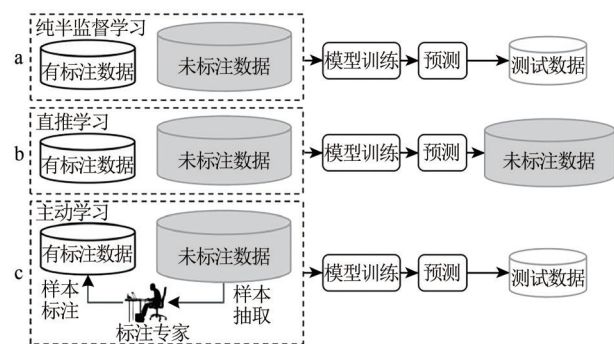 纯半监督学习
a
有标注数据
未标注数据
模型训练
预测
测试数据
直推学习
b
有标注数据
未标注数据
模型训练
预测
未标注数据
主动学习
c
有标注数据
未标注数据
模型训练
预测
测试数据
样本
标注
样本
抽取
标注专家